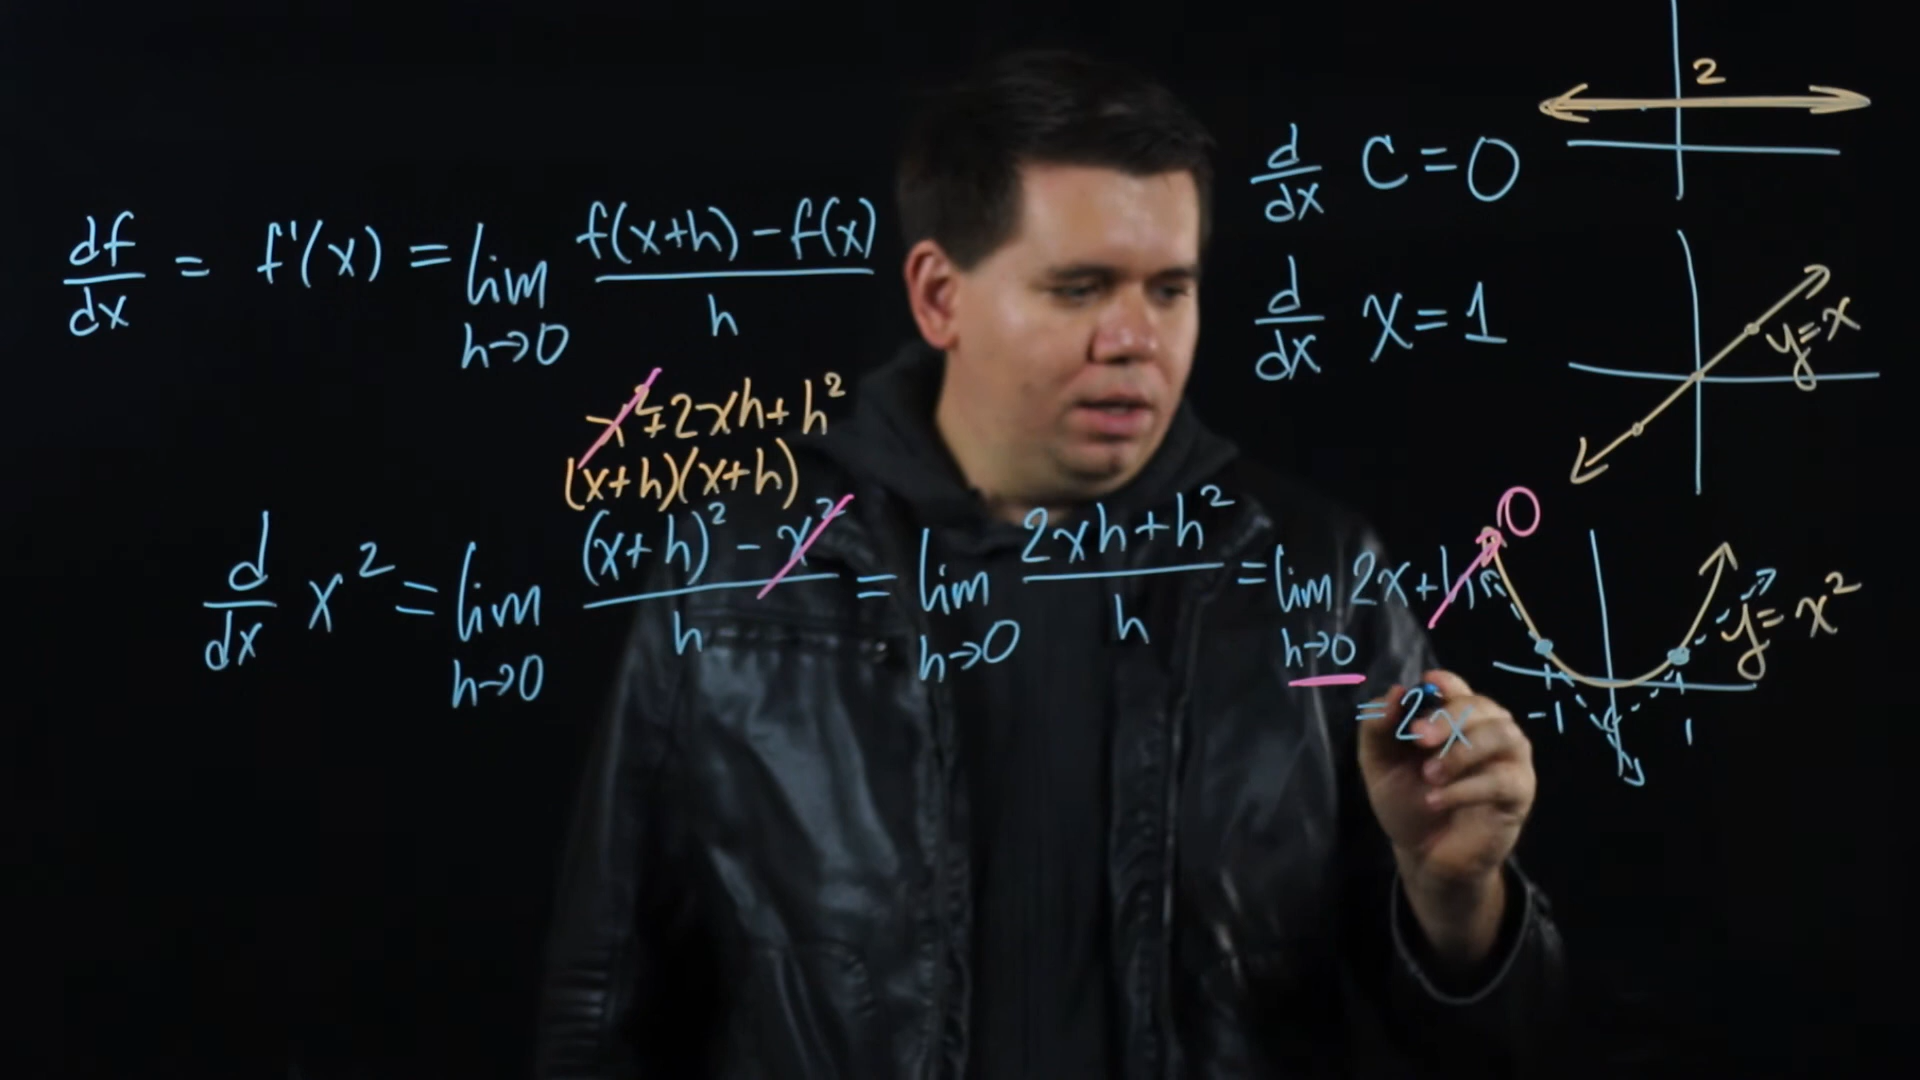 2
d/dx C = 0
df/dx = f'(x) = lim h→0 f(x+h) - f(x) / h
d/dx x = 1
y=x
x² + 2xh + h²
(x+h)(x+h)
0
d/dx x² = lim h→0 (x+h)² - x² / h = lim h→0 2xh + h² / h = lim h→0 2x + h
y = x²
= 2x
-1
1